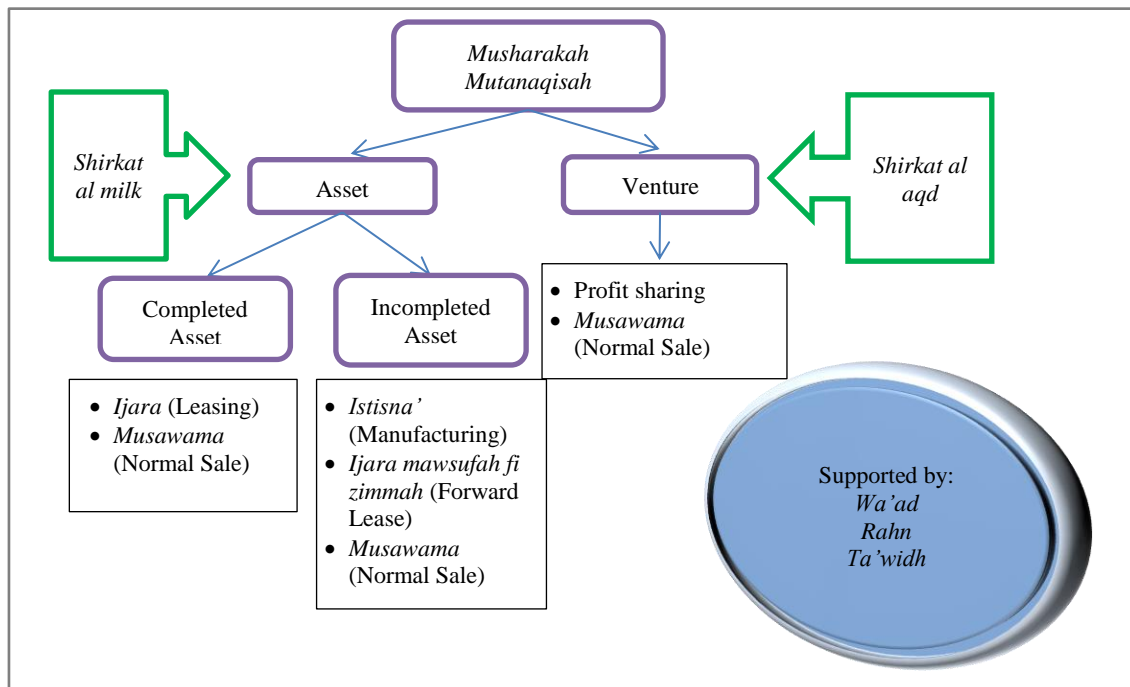 Musharakah
Mutanaqisah
Shirkat
al milk
Asset
Venture
Shirkat al
aqd
Completed
Asset
Incompleted
Asset
• Profit sharing
• Musawama
(Normal Sale)
• Ijara (Leasing)
• Musawama
(Normal Sale)
• Istisna’
(Manufacturing)
• Ijara mawsufah fi
zimmah (Forward
Lease)
• Musawama
(Normal Sale)
Supported by:
Wa’ad
Rahn
Ta’widh